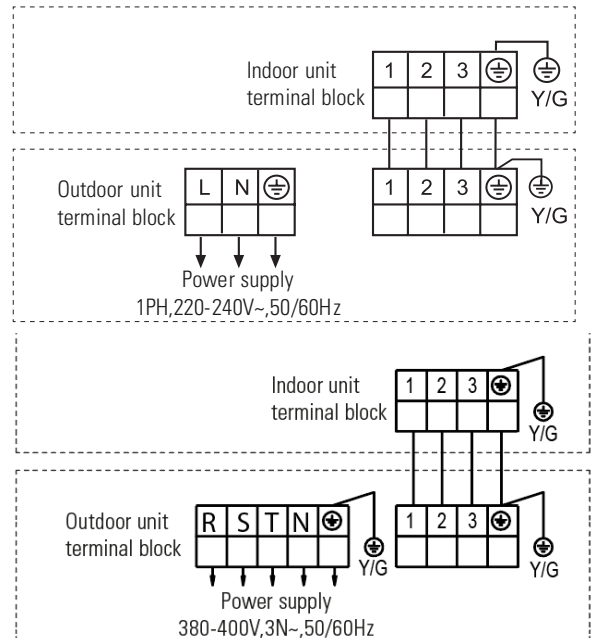 Indoor unit
terminal block
1 2 3
Y/G
Outdoor unit
terminal block
L N
1 2 3
Y/G
Power supply
1PH,220-240V~,50/60Hz
Indoor unit
terminal block
1 2 3
Y/G
Outdoor unit
terminal block
R S T N
Y/G
1 2 3
Y/G
Power supply
380-400V,3N~,50/60Hz